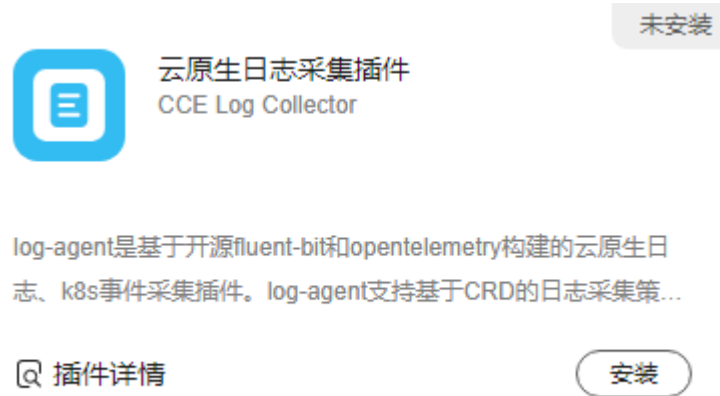 未安装
云原生日志采集插件
CCE Log Collector
log-agent是基于开源fluent-bit和opentelemetry构建的云原生日
志、k8s事件采集插件。log-agent支持基于CRD的日志采集策...
插件详情
安装